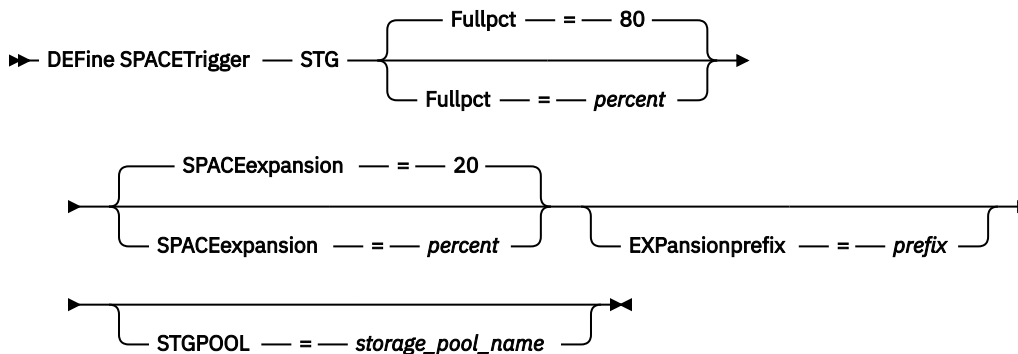 Fullpct = 80
DEFine SPACETrigger STG
Fullpct = percent
SPACEexpansion = 20
SPACEexpansion = percent EXPansionprefix = prefix
STGPOOL = storage_pool_name